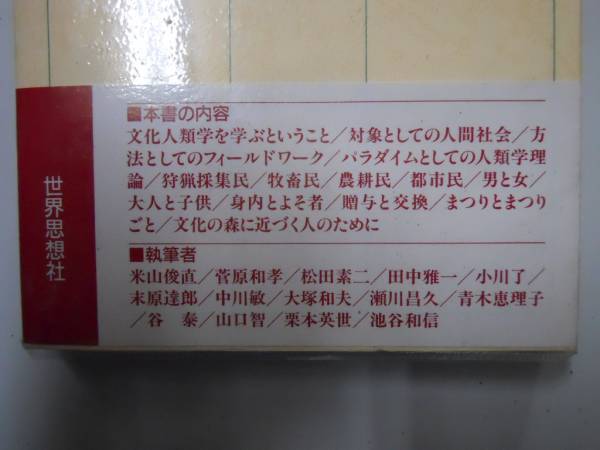 ■本書の内容
文化人類学を学ぶということ／対象としての人間社会／方
法としてのフィールドワーク／パラダイムとしての人類学理
論／狩猟採集民／牧畜民／農耕民／都市民／男と女／
大人と子供／身内とよそ者／贈与と交換／まつりとまつり
ごと／文化の森に近づく人のために
■執筆者
米山俊直／菅原和孝／松田素二／田中雅一／小川了／
末原達郎／中川敏／大塚和夫／瀬川昌久／青木恵理子
／谷 泰／山口智／栗本英世／池谷和信
世界思想社